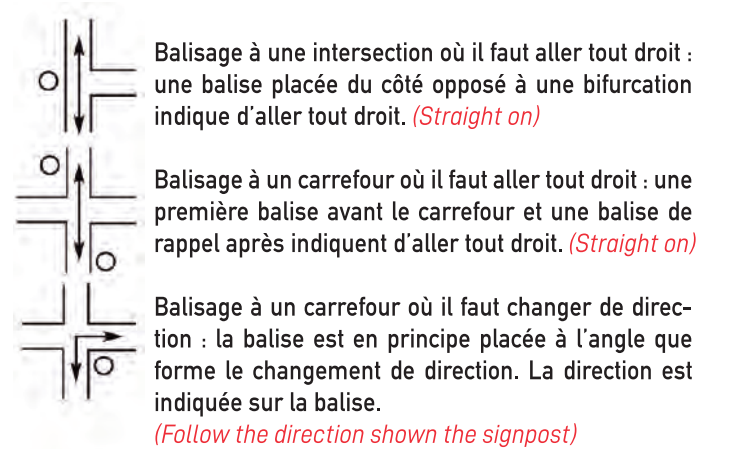 Balisage à une intersection où il faut aller tout droit :
une balise placée du côté opposé à une bifurcation
indique d'aller tout droit. (Straight on)
Balisage à un carrefour où il faut aller tout droit : une
première balise avant le carrefour et une balise de
rappel après indiquent d'aller tout droit. (Straight on)
Balisage à un carrefour où il faut changer de direc-
tion : la balise est en principe placée à l'angle que
forme le changement de direction. La direction est
indiquée sur la balise.
(Follow the direction shown the signpost)